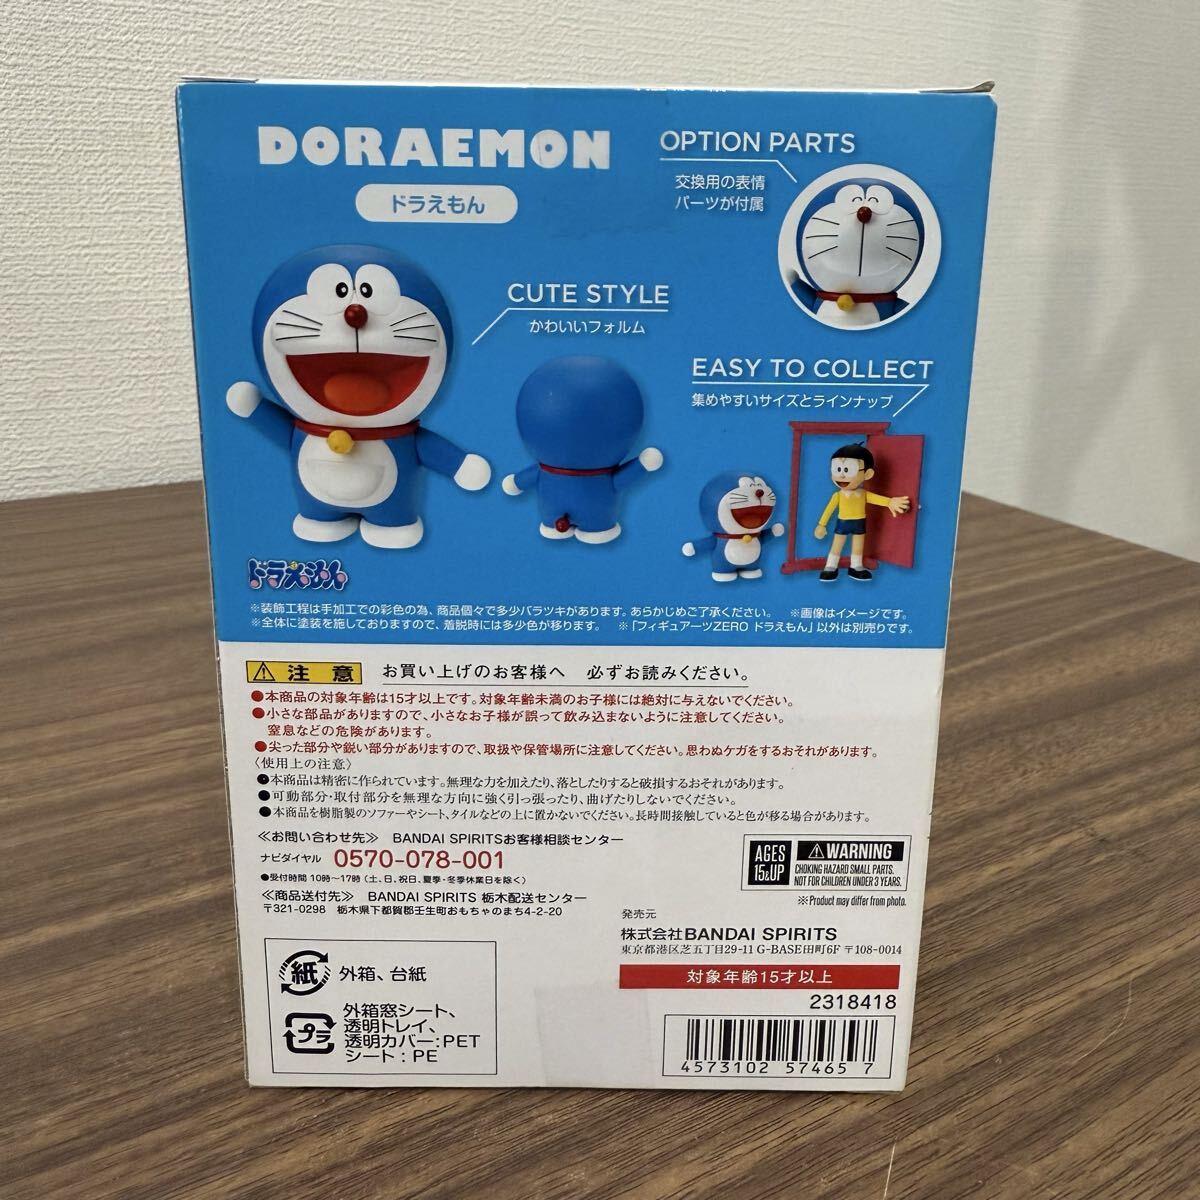 DORAEMON
ドラえもん
OPTION PARTS
交換用の表情
パーツが付属
CUTE STYLE
かわいいフォルム
EASY TO COLLECT
集めやすいサイズとラインナップ
ドラえもん
※装飾工程は手加工での彩色の為、商品個々で多少バラツキがあります。あらかじめご了承ください。 ※画像はイメージです。
※全体に塗装を施しておりますので、着脱時には多少色が移ります。 ※「フィギュアーツZERO ドラえもん」以外は別売りです。
注意 お買い上げのお客様へ 必ずお読みください。
●本商品の対象年齢は15才以上です。対象年齢未満のお子様には絶対に与えないでください。
●小さな部品がありますので、小さなお子様が誤って飲み込まないように注意してください。
窒息などの危険があります。
●尖った部分や鋭い部分がありますので、取扱や保管場所に注意してください。思わぬケガをするおそれがあります。
〈使用上の注意〉
●本商品は精密に作られています。無理な力を加えたり、落としたりすると破損するおそれがあります。
●可動部分・取付部分を無理な方向に強く引っ張ったり、曲げたりしないでください。
●本商品を樹脂製のソファーやシート、タイルなどの上に置かないでください。長時間接触していると色が移る場合があります。
≪お問い合わせ先≫ BANDAI SPIRITSお客様相談センター
ナビダイヤル 0570-078-001
●受付時間 10時〜17時(土、日、祝日、夏季・冬季休業日を除く)
≪商品送付先≫ BANDAI SPIRITS 栃木配送センター
〒321-0298 栃木県下都賀郡壬生町おもちゃのまち4-2-20
AGES
15&UP
WARNING
CHOKING HAZARD SMALL PARTS.
NOT FOR CHILDREN UNDER 3 YEARS.
※Product may differ from photo.
発売元
株式会社BANDAI SPIRITS
東京都港区芝五丁目29-11 G-BASE田町6F 〒108-0014
対象年齢15才以上
2318418
紙 外箱、台紙
プラ
外箱窓シート、
透明トレイ、
透明カバー:PET
シート:PE
4573102 57465 7